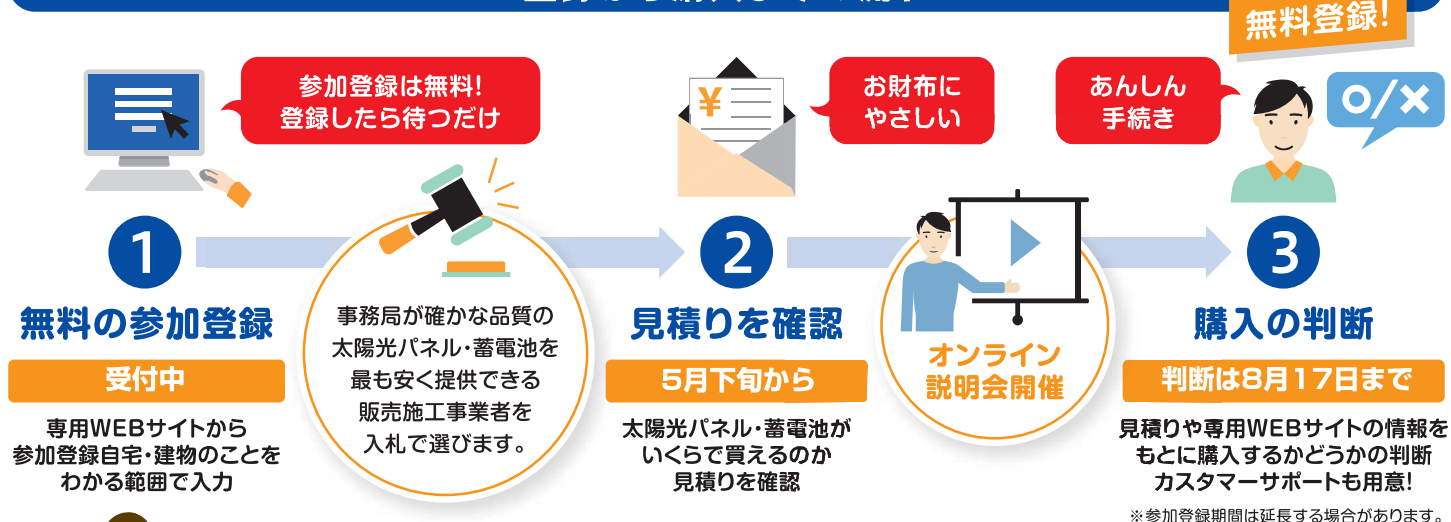 無料登録!
参加登録は無料!
登録したら待つだけ
¥
お財布に
やさしい
あんしん
手続き
O/×
1
無料の参加登録
受付中
専用WEBサイトから
参加登録自宅・建物のことを
わかる範囲で入力
事務局が確かな品質の
太陽光パネル・蓄電池を
最も安く提供できる
販売施工事業者を
入札で選びます。
2
見積りを確認
5月下旬から
太陽光パネル・蓄電池が
いくらで買えるのか
見積りを確認
オンライン
説明会開催
3
購入の判断
判断は8月17日まで
見積りや専用WEBサイトの情報を
もとに購入するかどうかの判断
カスタマーサポートも用意!
※参加登録期間は延長する場合があります。